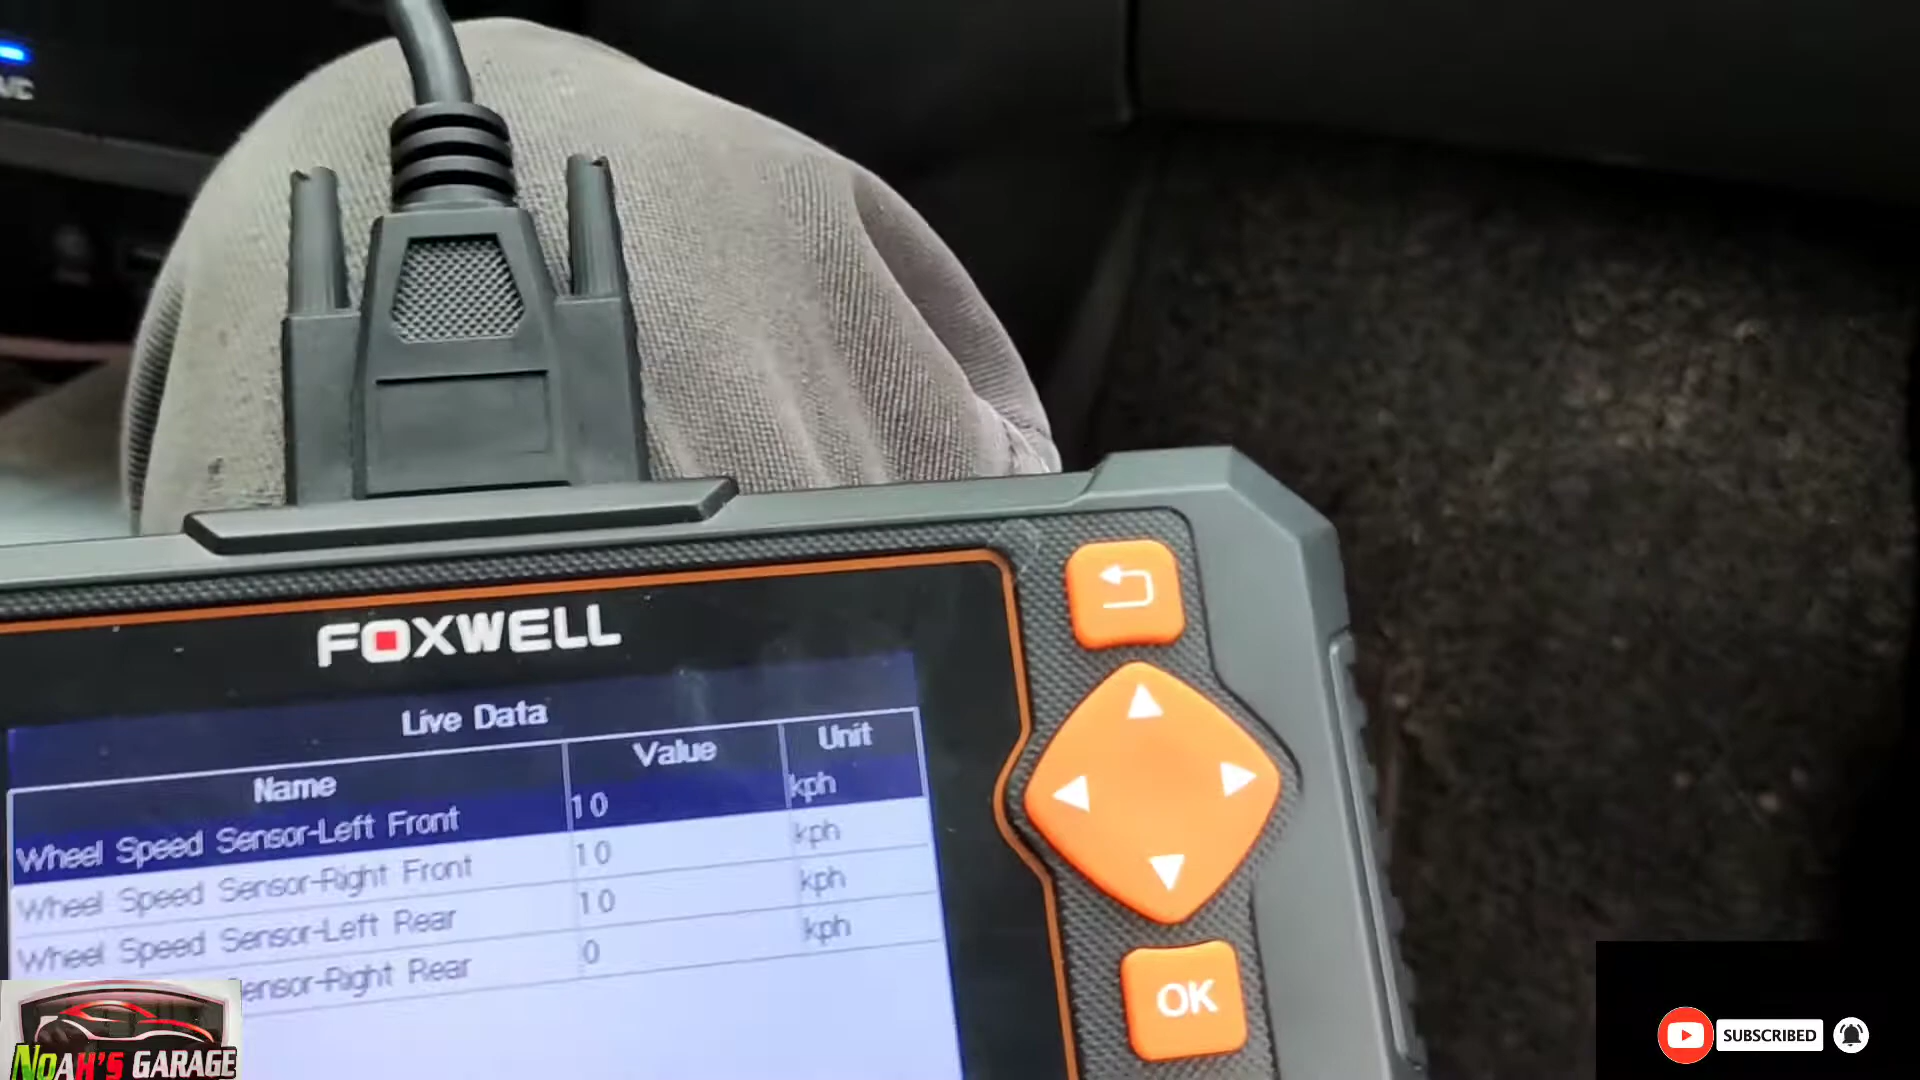 A/C
FOXWELL
Live Data
Name Value Unit
Wheel Speed Sensor-Left Front 10 kph
Wheel Speed Sensor-Right Front 10 kph
Wheel Speed Sensor-Left Rear 10 kph
ensor-Right Rear 0 kph
OK
NOAH'S GARAGE
SUBSCRIBED